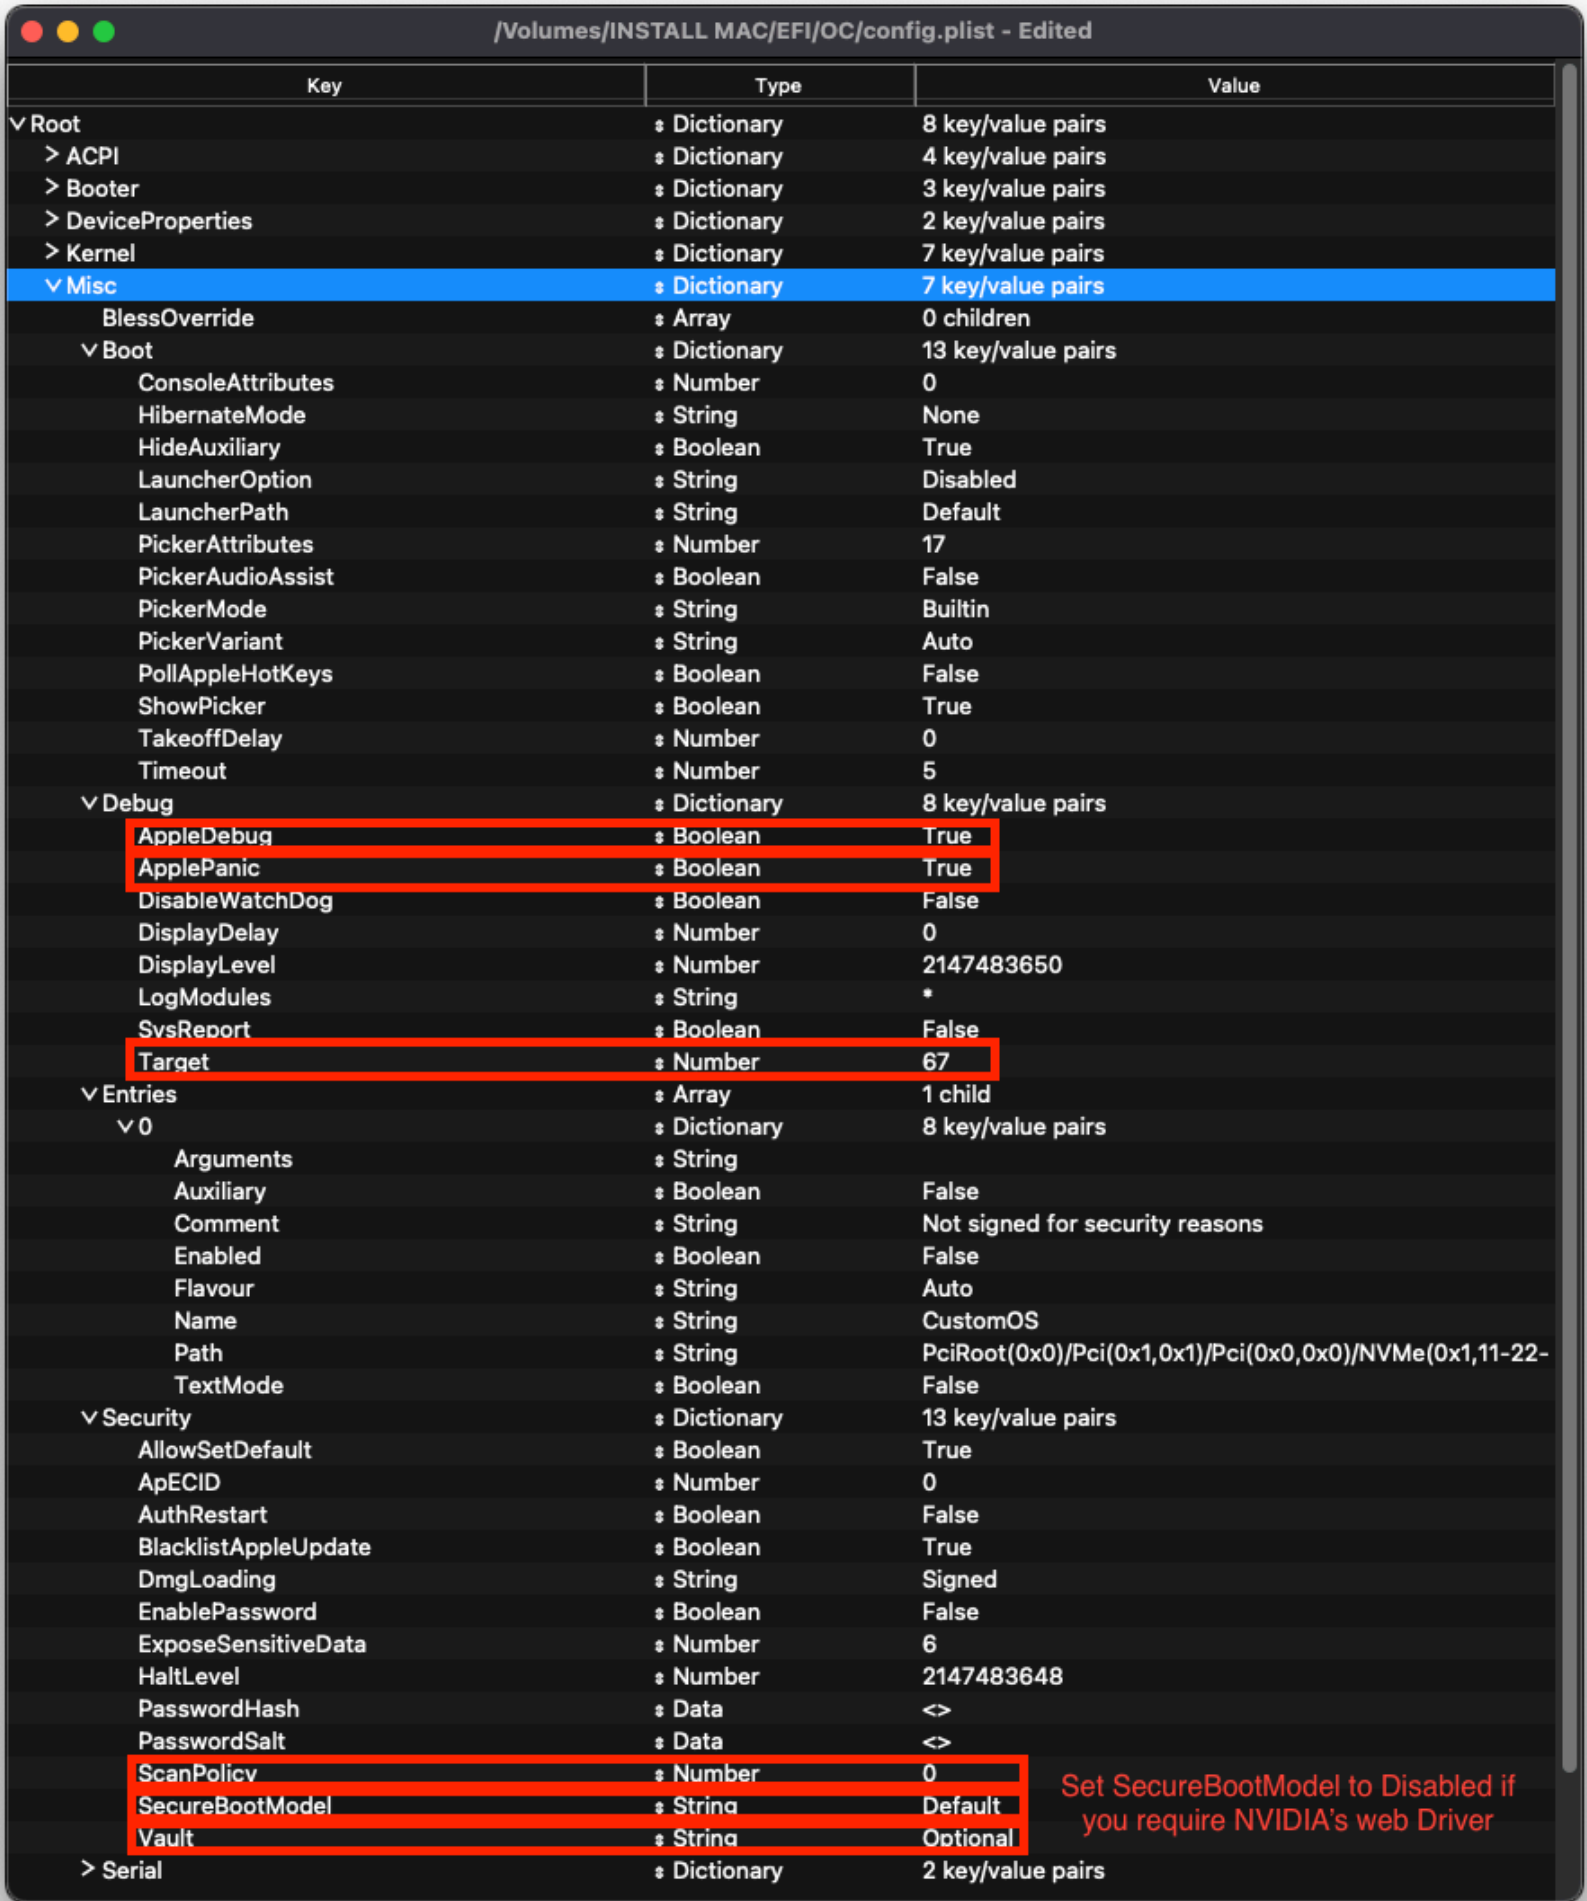 /Volumes/INSTALL MAC/EFI/OC/config.plist - Edited
Key Type Value
Root Dictionary 8 key/value pairs
ACPI Dictionary 4 key/value pairs
Booter Dictionary 3 key/value pairs
DeviceProperties Dictionary 2 key/value pairs
Kernel Dictionary 7 key/value pairs
Misc Dictionary 7 key/value pairs
BlessOverride Array 0 children
Boot Dictionary 13 key/value pairs
ConsoleAttributes Number 0
HibernateMode String None
HideAuxiliary Boolean True
LauncherOption String Disabled
LauncherPath String Default
PickerAttributes Number 17
PickerAudioAssist Boolean False
PickerMode String Builtin
PickerVariant String Auto
PollAppleHotKeys Boolean False
ShowPicker Boolean True
TakeoffDelay Number 0
Timeout Number 5
Debug Dictionary 8 key/value pairs
AppleDebug Boolean True
ApplePanic Boolean True
DisableWatchDog Boolean False
DisplayDelay Number 0
DisplayLevel Number 2147483650
LogModules String *
SysReport Boolean False
Target Number 67
Entries Array 1 child
0 Dictionary 8 key/value pairs
Arguments String
Auxiliary Boolean False
Comment String Not signed for security reasons
Enabled Boolean False
Flavour String Auto
Name String CustomOS
Path String PciRoot(0x0)/Pci(0x1,0x1)/Pci(0x0,0x0)/NVMe(0x1,11-22-
TextMode Boolean False
Security Dictionary 13 key/value pairs
AllowSetDefault Boolean True
ApECID Number 0
AuthRestart Boolean False
BlacklistAppleUpdate Boolean True
DmgLoading String Signed
EnablePassword Boolean False
ExposeSensitiveData Number 6
HaltLevel Number 2147483648
PasswordHash Data <>
PasswordSalt Data <>
ScanPolicy Number 0
SecureBootModel String Default
Vault String Optional
Set SecureBootModel to Disabled if
you require NVIDIA's web Driver
Serial Dictionary 2 key/value pairs